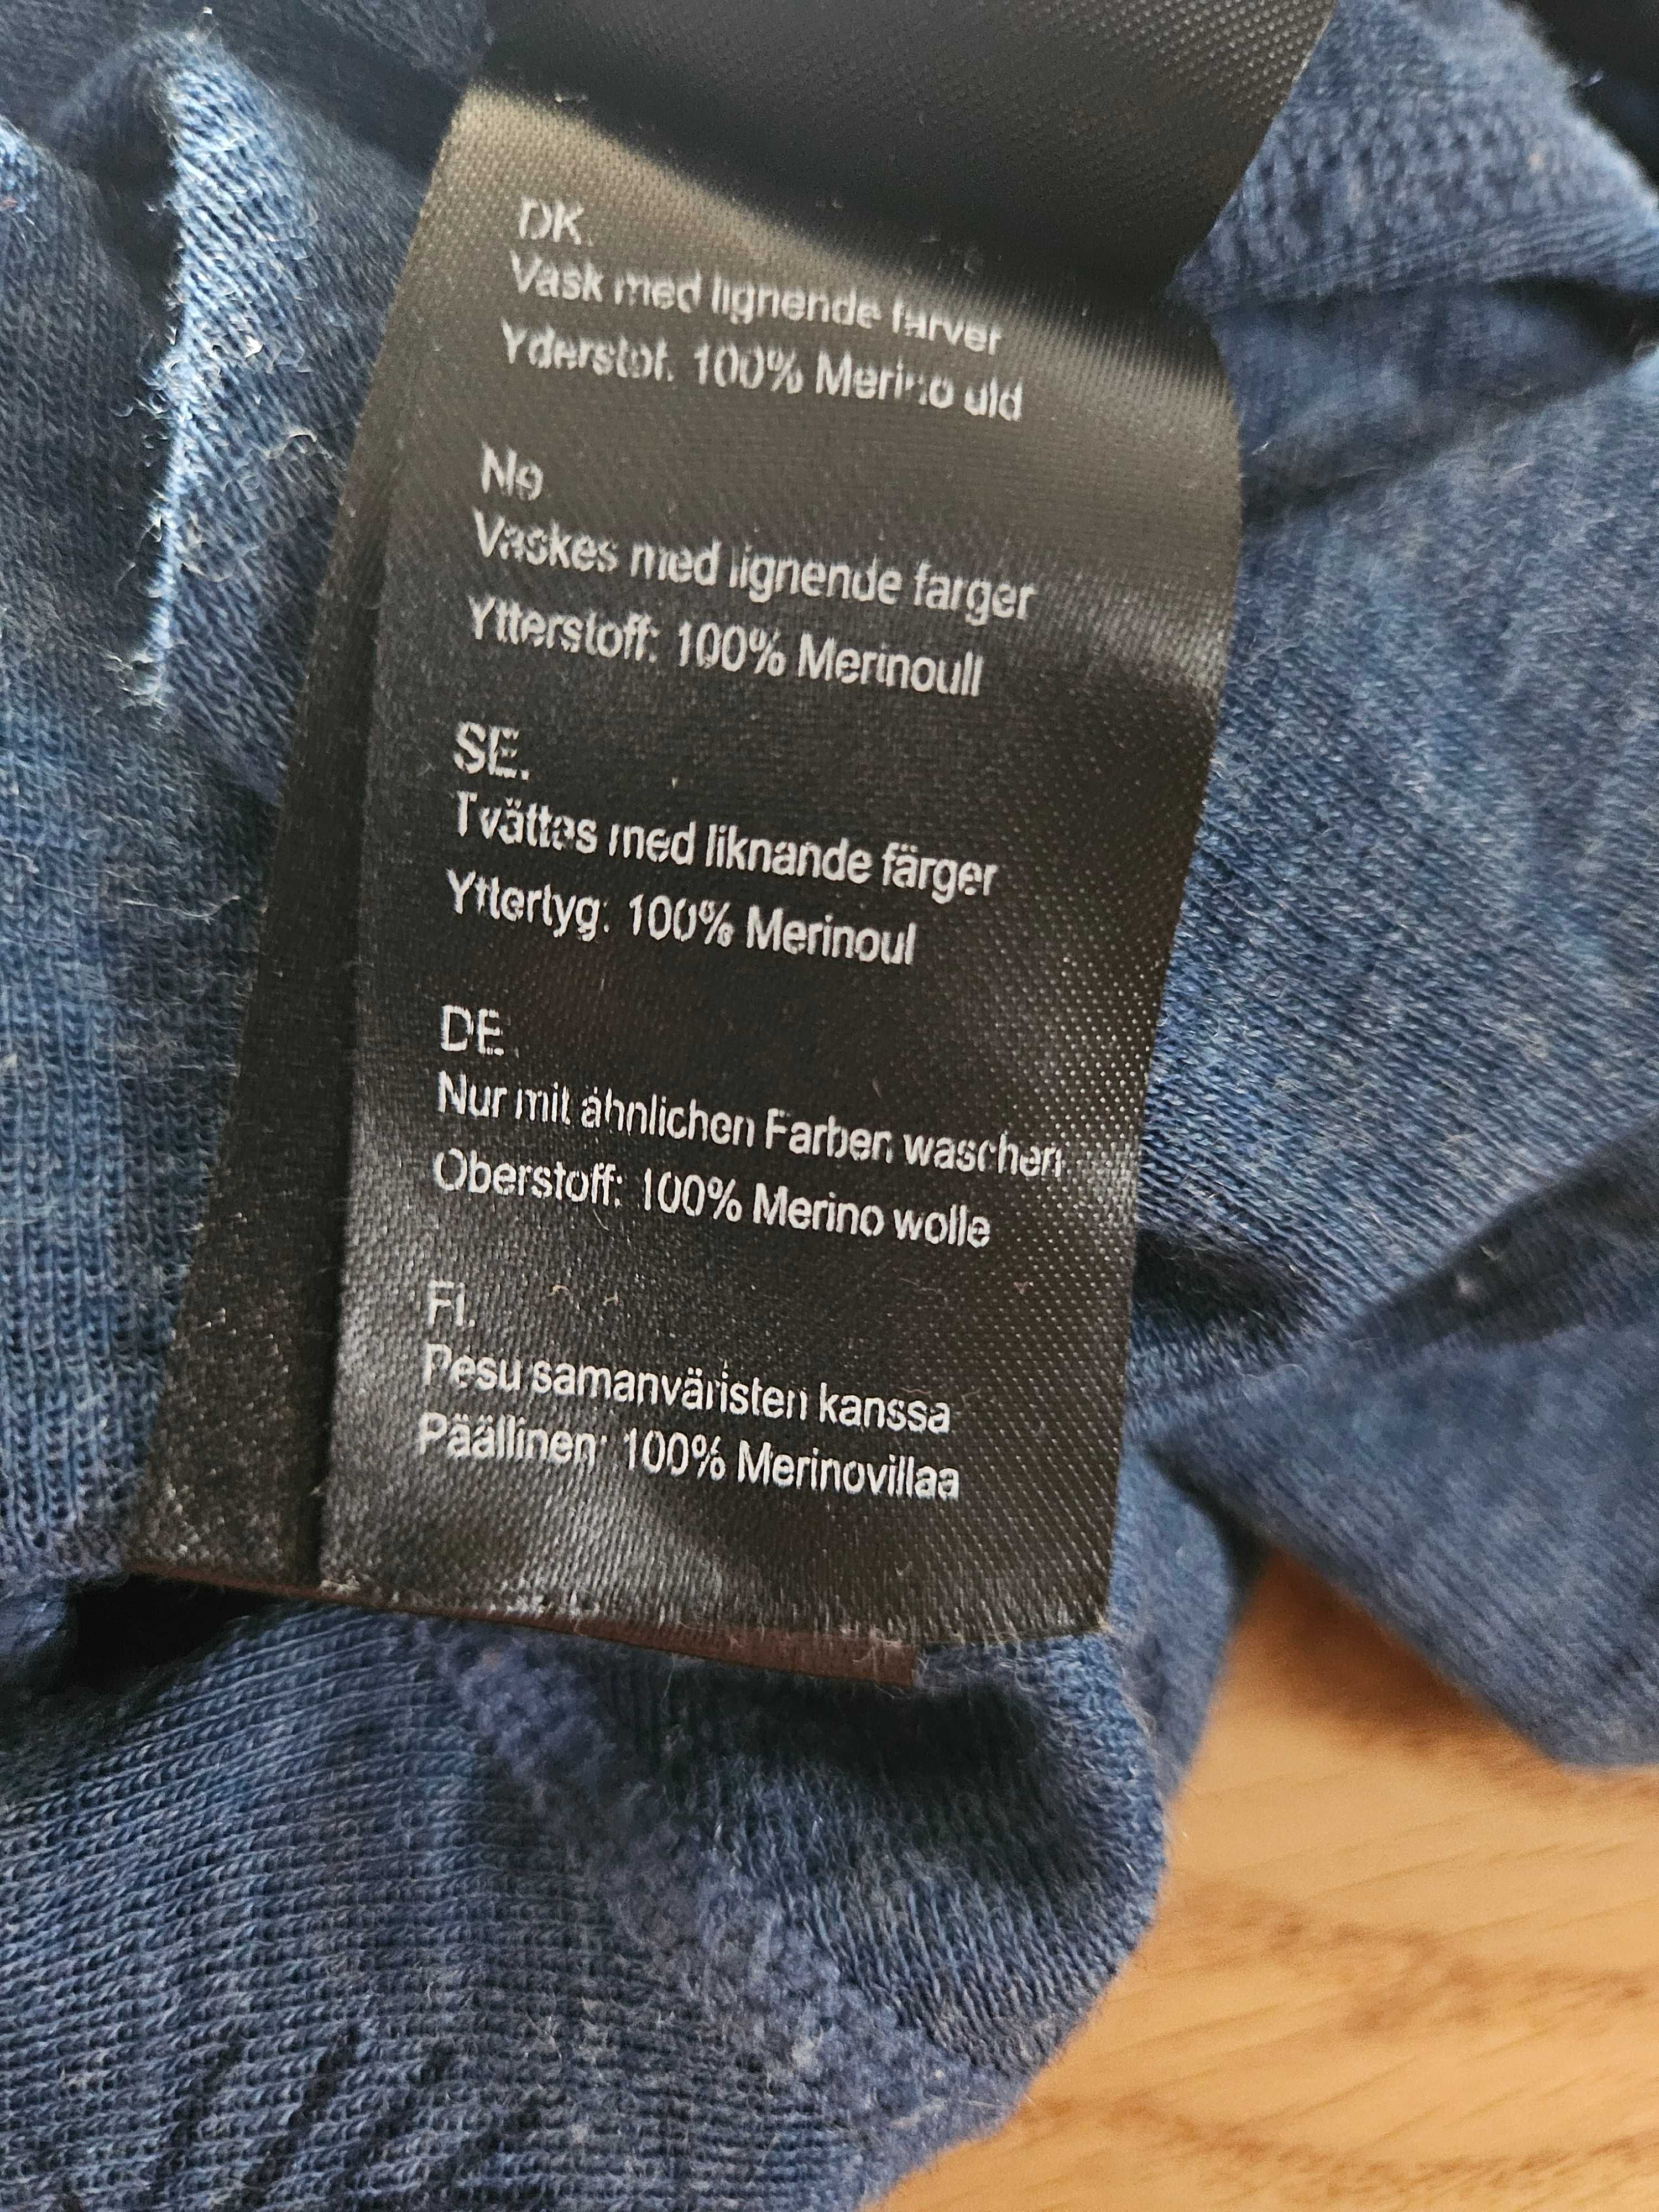 DK.
Vask med lignende farver
Yderstof: 100% Merino uld
No
Vaskes med lignende farger
Ytterstoff: 100% Merinoull
SE.
Tvättas med liknande färger
Yttertyg: 100% Merinoul
DE.
Nur mit ähnlichen Farben waschen
Oberstoff: 100% Merino wolle
FI.
Pesu samanväristen kanssa
Päällinen: 100% Merinovillaa